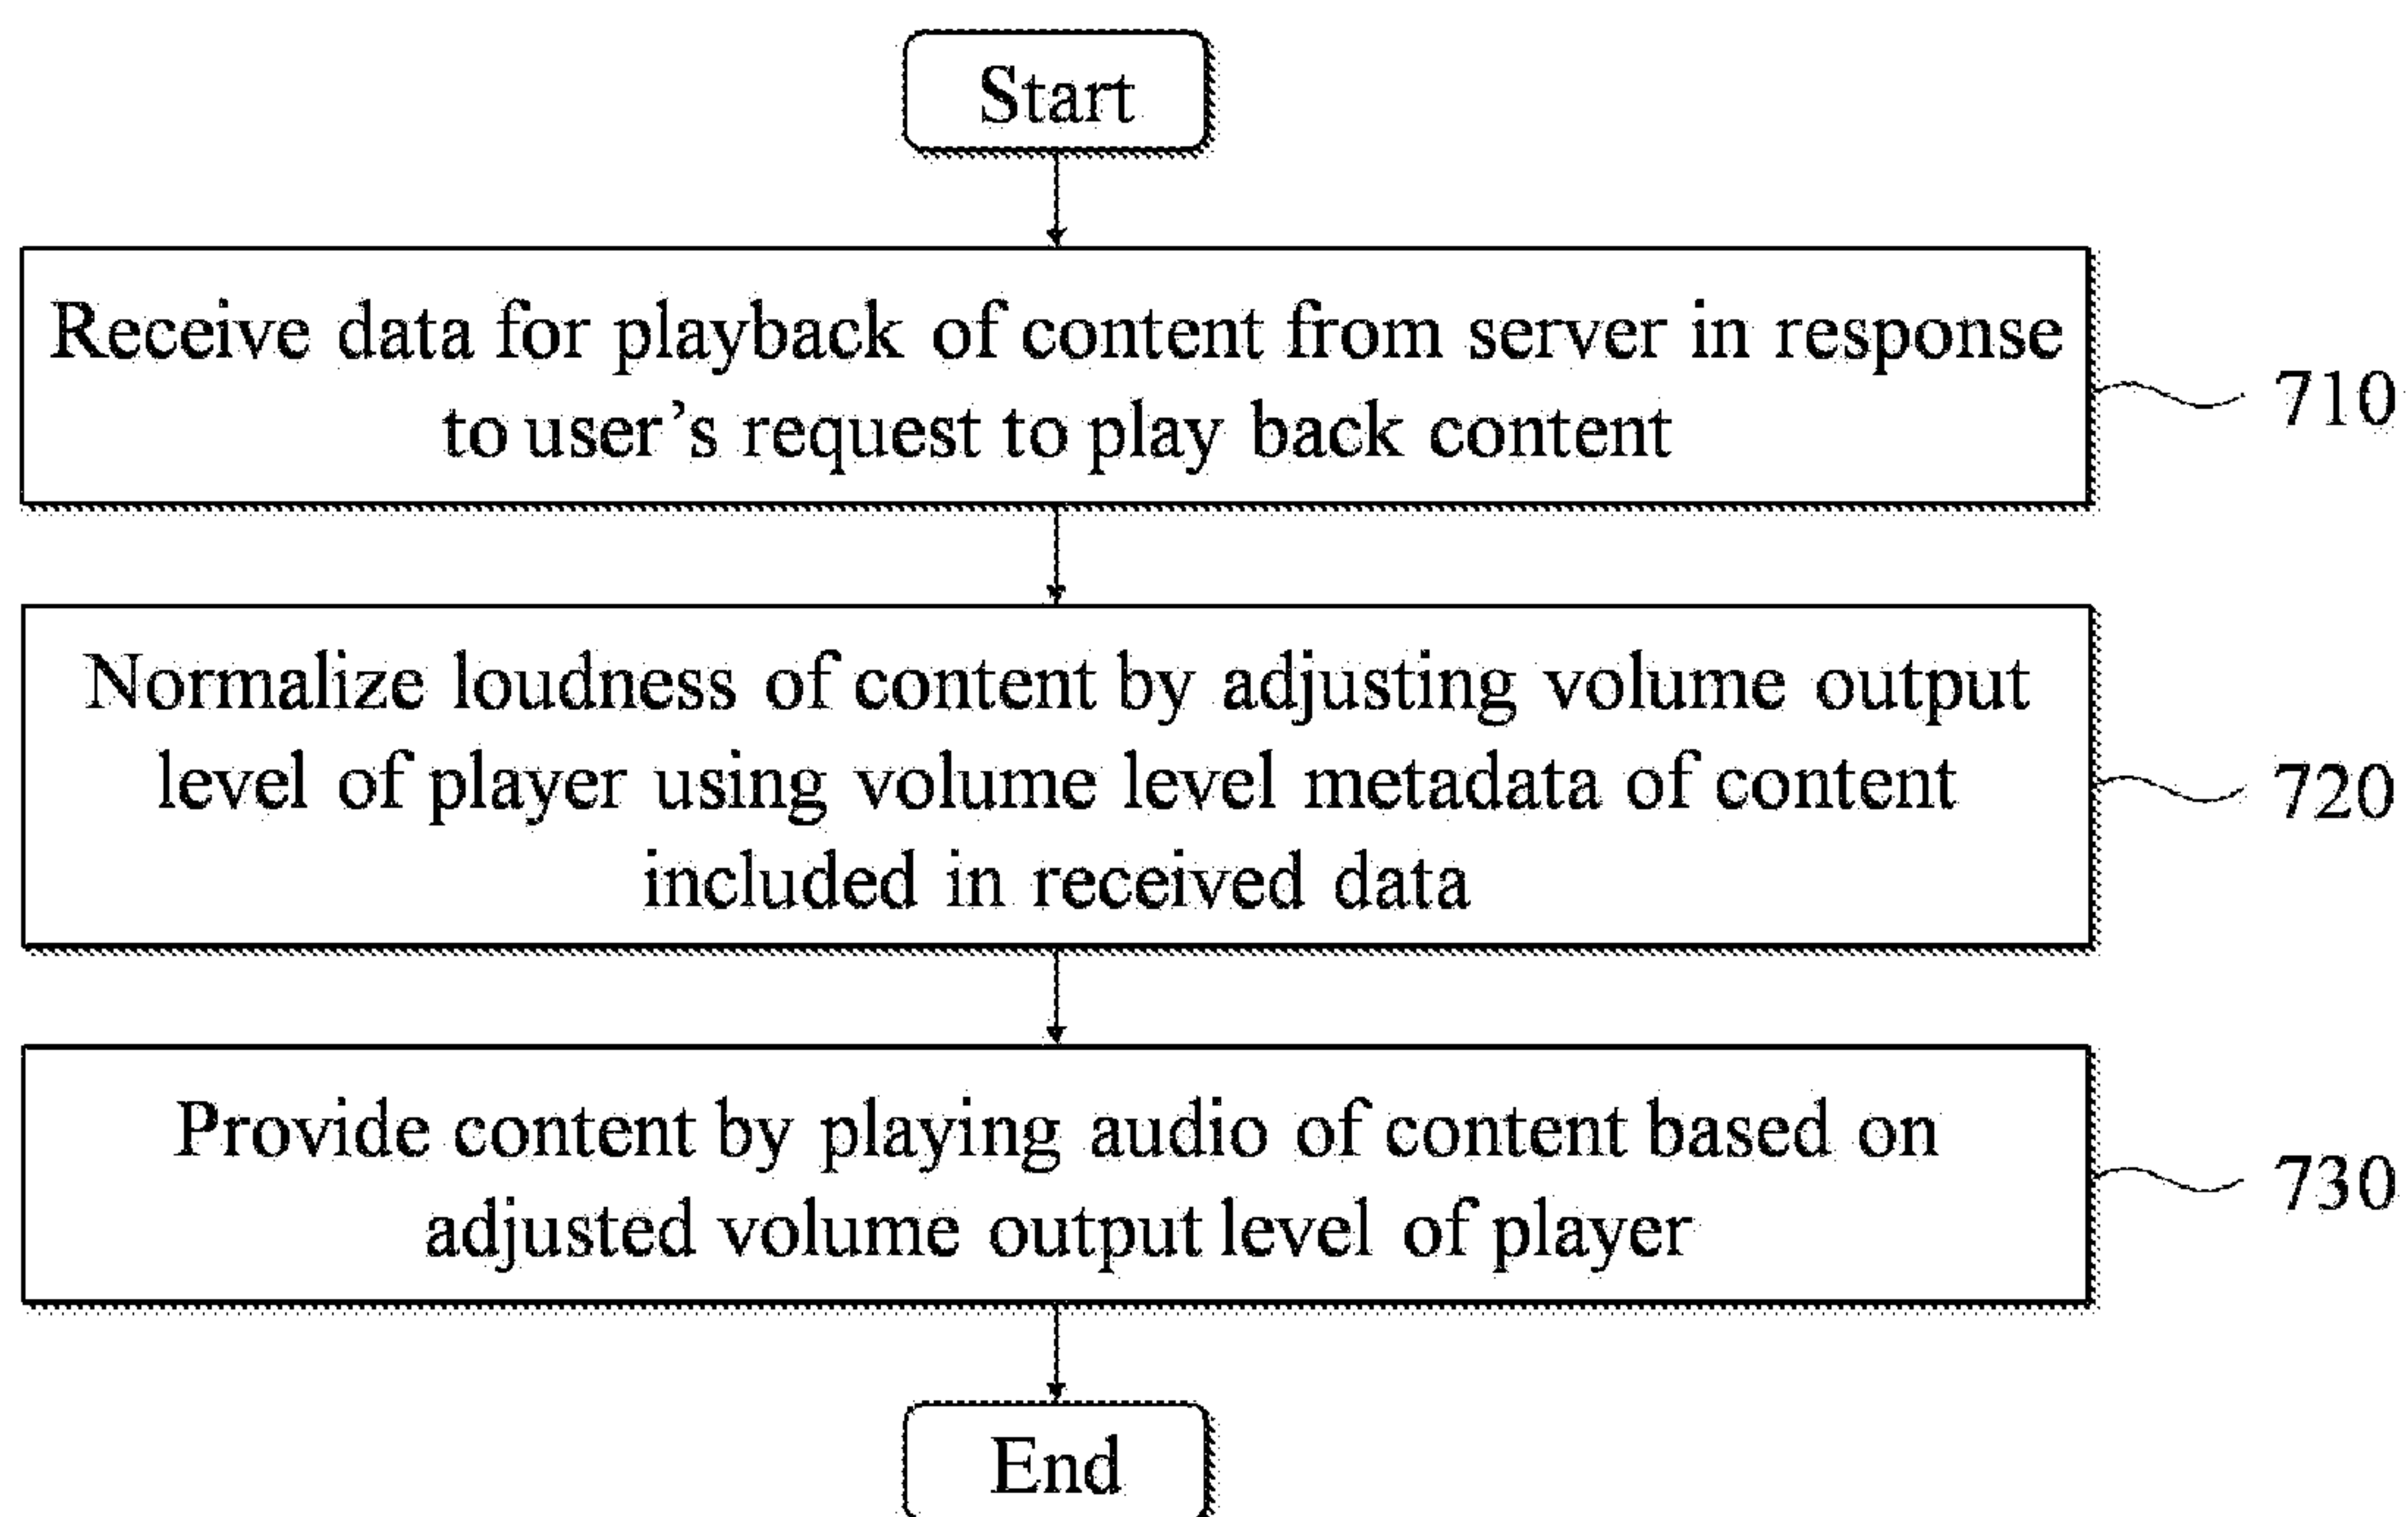 Start
Receive data for playback of content from server in response
to user’s request to play back content
710
Normalize loudness of content by adjusting volume output
level of player using volume level metadata of content
included in received data
720
Provide content by playing audio of content based on
adjusted volume output level of player
730
End